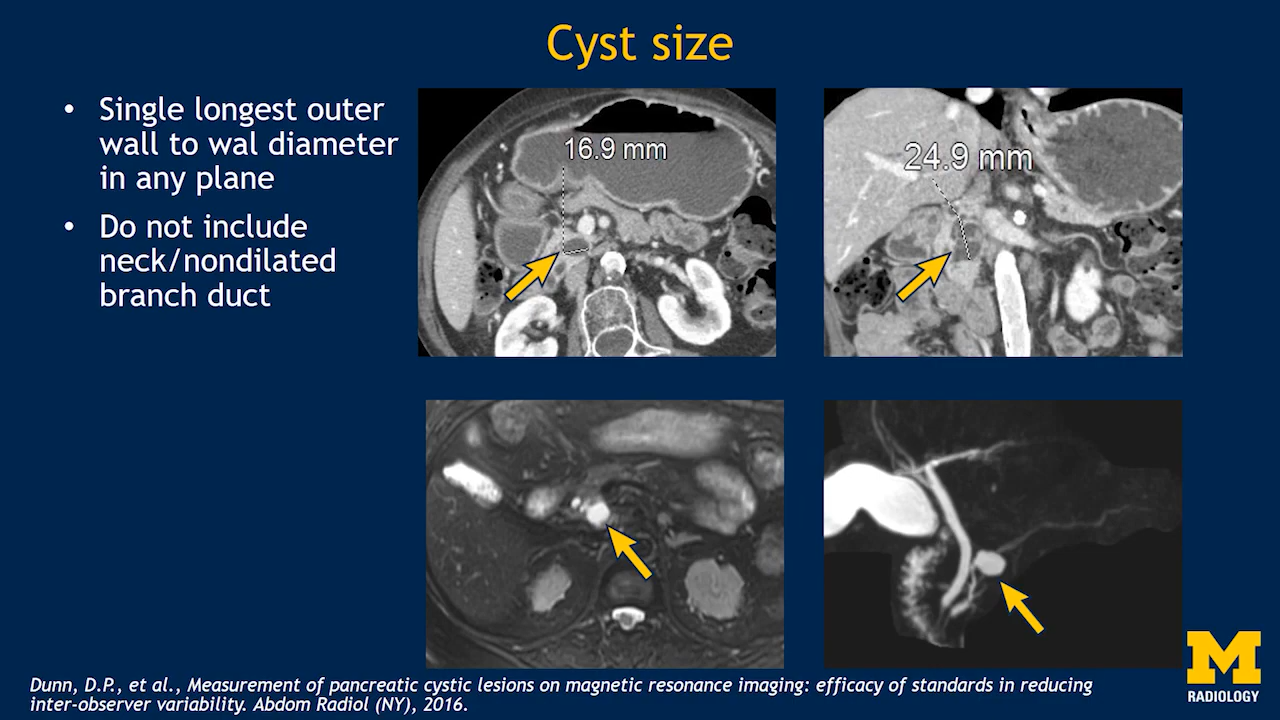 Cyst size
• Single longest outer
wall to wal diameter
in any plane
• Do not include
neck/nondilated
branch duct
16.9 mm
24.9 mm
Dunn, D.P., et al., Measurement of pancreatic cystic lesions on magnetic resonance imaging: efficacy of standards in reducing
inter-observer variability. Abdom Radiol (NY), 2016.
M
RADIOLOGY